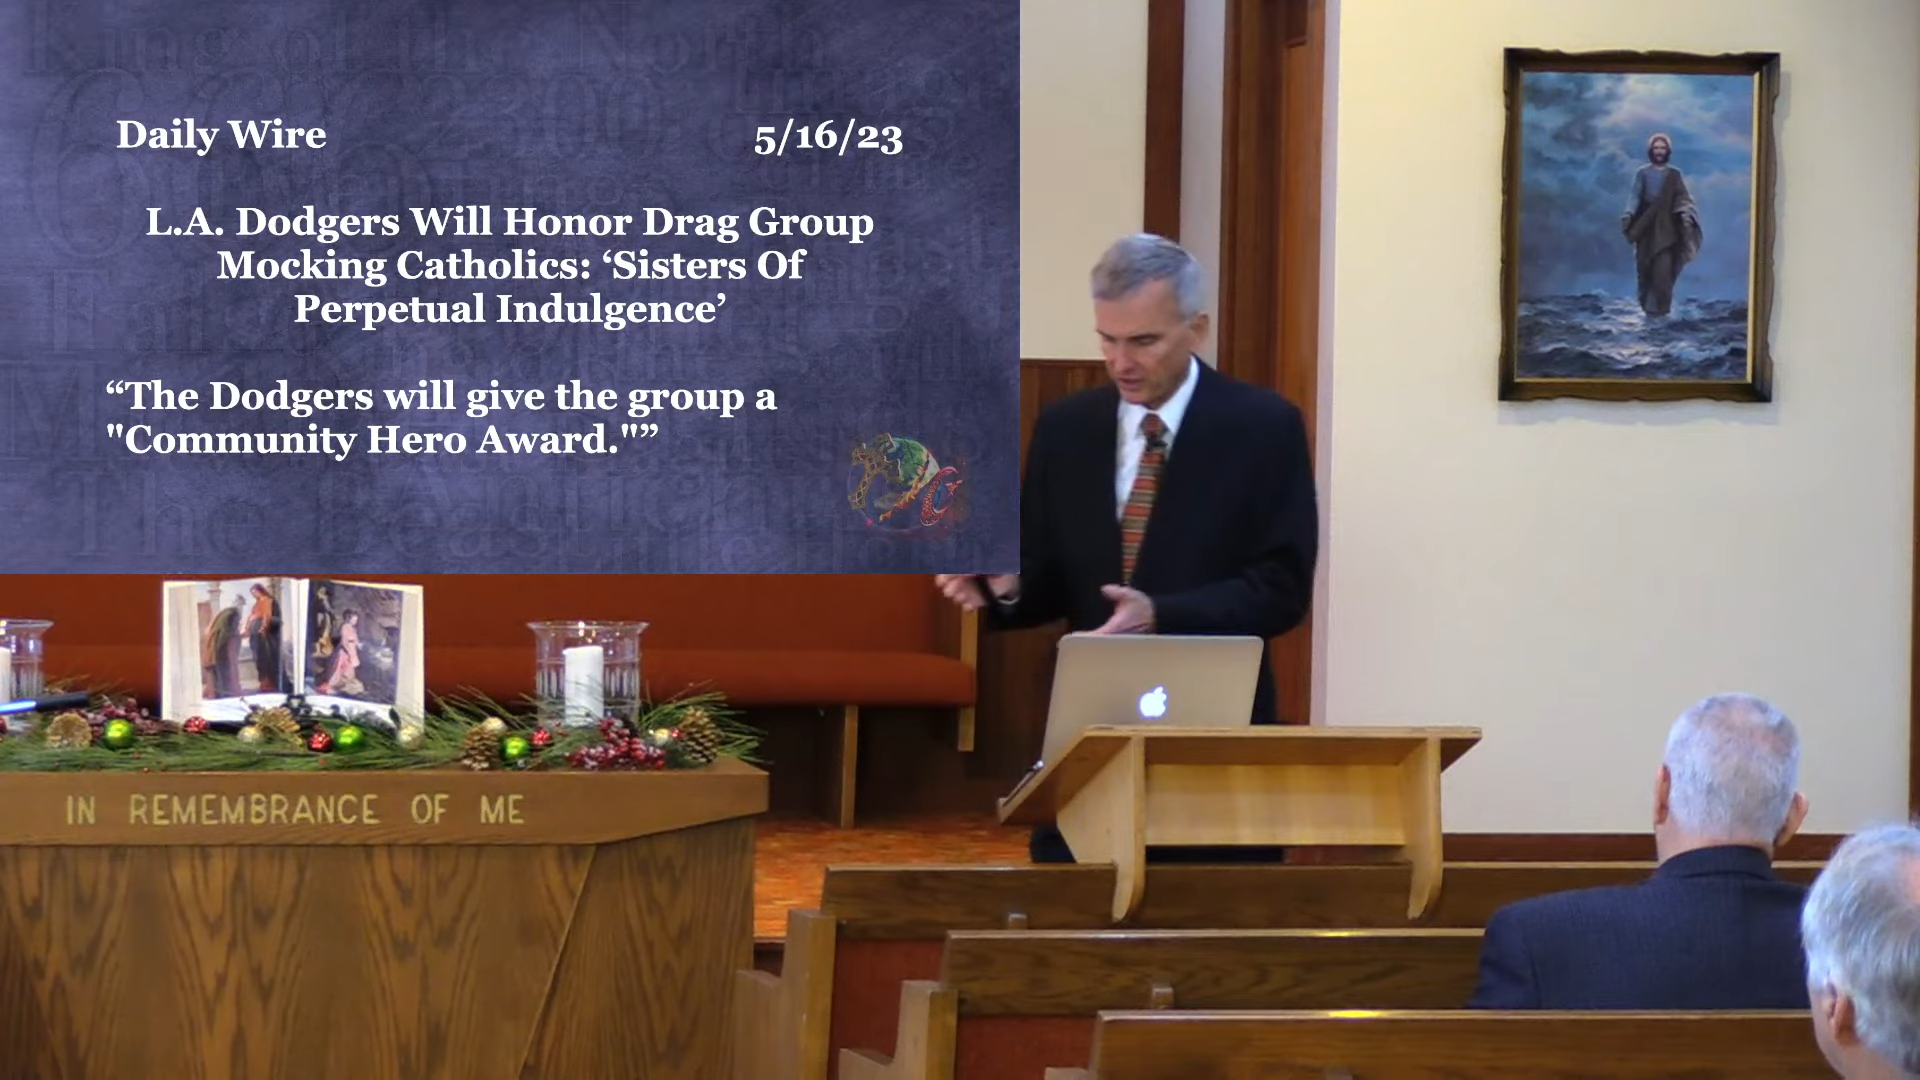 Daily Wire 5/16/23
L.A. Dodgers Will Honor Drag Group
Mocking Catholics: ‘Sisters Of
Perpetual Indulgence’
“The Dodgers will give the group a
"Community Hero Award."”
IN REMEMBRANCE OF ME